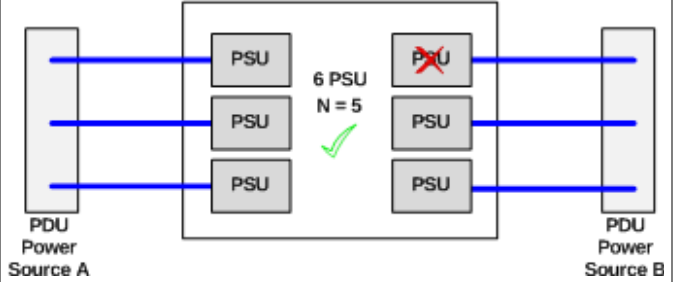 PSU
PSU
6 PSU
N = 5
PSU
PSU
PSU
PSU
PDU
Power
Source A
PDU
Power
Source B